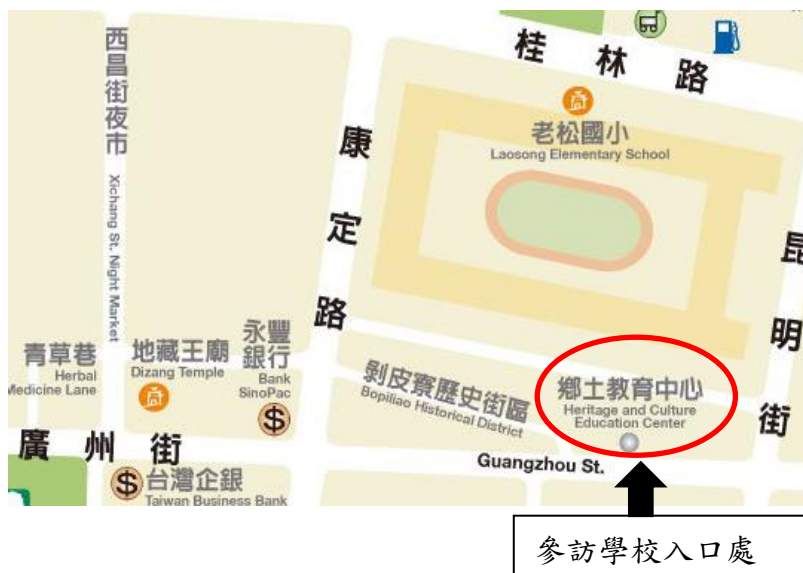 桂林路
西昌街夜市
Xichang St. Night Market
老松國小
Laosong Elementary School
康定路
昆明街
青草巷
Herbal
Medicine Lane
地藏王廟
Dizang Temple
永豐
銀行
Bank
SinoPac
$
剝皮寮歷史街區
Bopiliao Historical District
鄉土教育中心
Heritage and Culture
Education Center
廣州街
Guangzhou St.
$
台灣企銀
Taiwan Business Bank
參訪學校入口處